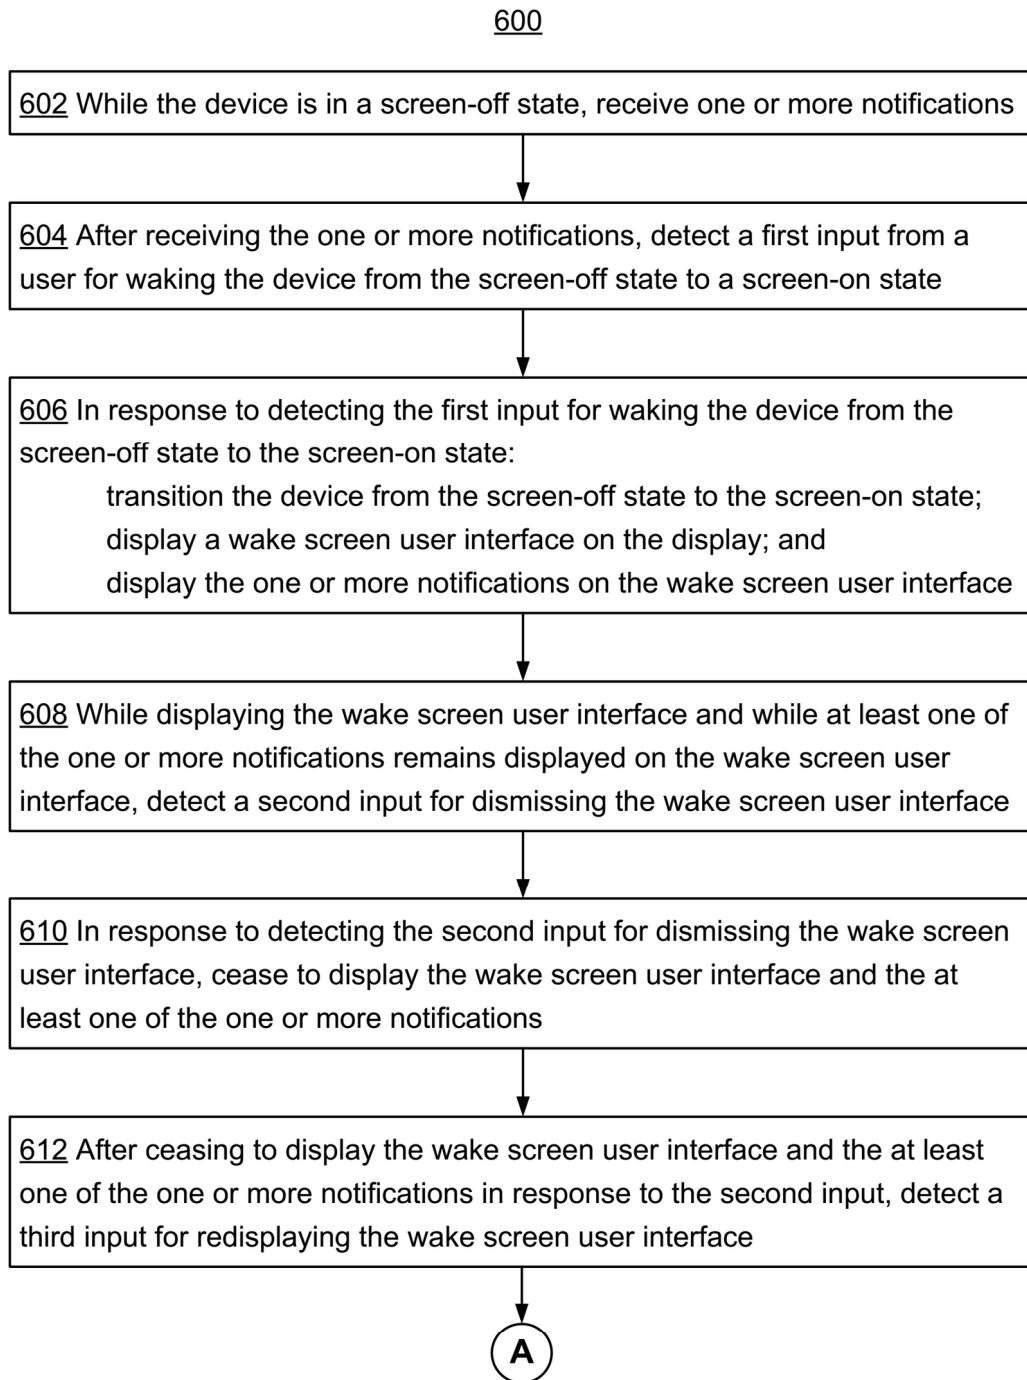 600
602 While the device is in a screen-off state, receive one or more notifications
604 After receiving the one or more notifications, detect a first input from a
user for waking the device from the screen-off state to a screen-on state
606 In response to detecting the first input for waking the device from the
screen-off state to the screen-on state:
transition the device from the screen-off state to the screen-on state;
display a wake screen user interface on the display; and
display the one or more notifications on the wake screen user interface
608 While displaying the wake screen user interface and while at least one of
the one or more notifications remains displayed on the wake screen user
interface, detect a second input for dismissing the wake screen user interface
610 In response to detecting the second input for dismissing the wake screen
user interface, cease to display the wake screen user interface and the at
least one of the one or more notifications
612 After ceasing to display the wake screen user interface and the at least
one of the one or more notifications in response to the second input, detect a
third input for redisplaying the wake screen user interface
A